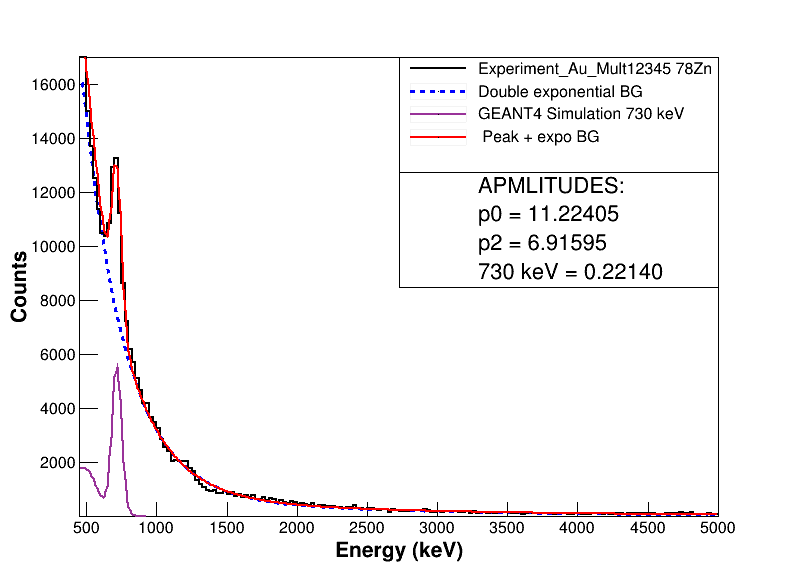 16000
14000
12000
10000
8000
6000
4000
2000
Counts
500 1000 1500 2000 2500 3000 3500 4000 4500 5000
Energy (keV)
Experiment_Au_Mult12345 78Zn
Double exponential BG
GEANT4 Simulation 730 keV
Peak + expo BG
APMLITUDES:
p0 = 11.22405
p2 = 6.91595
730 keV = 0.22140